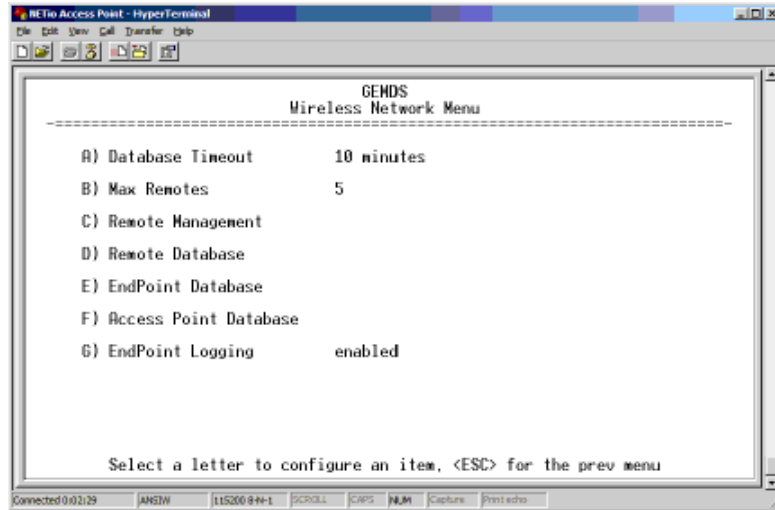 NETio Access Point - HyperTerminal
File Edit View Call Transfer Help
GEMDS
Wireless Network Menu
-==============================================================================-
A) Database Timeout 10 minutes
B) Max Remotes 5
C) Remote Management
D) Remote Database
E) EndPoint Database
F) Access Point Database
G) EndPoint Logging enabled
Select a letter to configure an item, <ESC> for the prev menu
Connected 0:02:29 ANSIW 115200 8-N-1 SCROLL CAPS NUM Capture Print echo